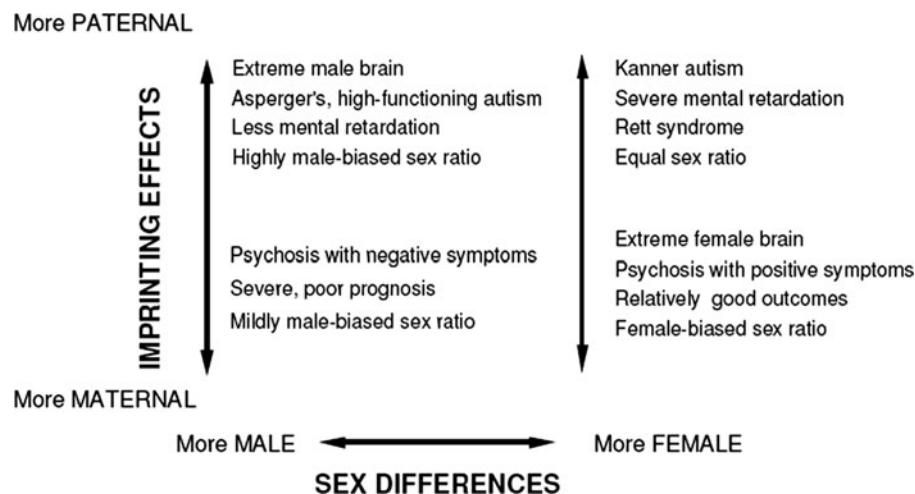 More PATERNAL
IMPRINTING EFFECTS
Extreme male brain
Asperger's, high-functioning autism
Less mental retardation
Highly male-biased sex ratio
Kanner autism
Severe mental retardation
Rett syndrome
Equal sex ratio
Psychosis with negative symptoms
Severe, poor prognosis
Mildly male-biased sex ratio
Extreme female brain
Psychosis with positive symptoms
Relatively good outcomes
Female-biased sex ratio
More MATERNAL
More MALE
More FEMALE
SEX DIFFERENCES